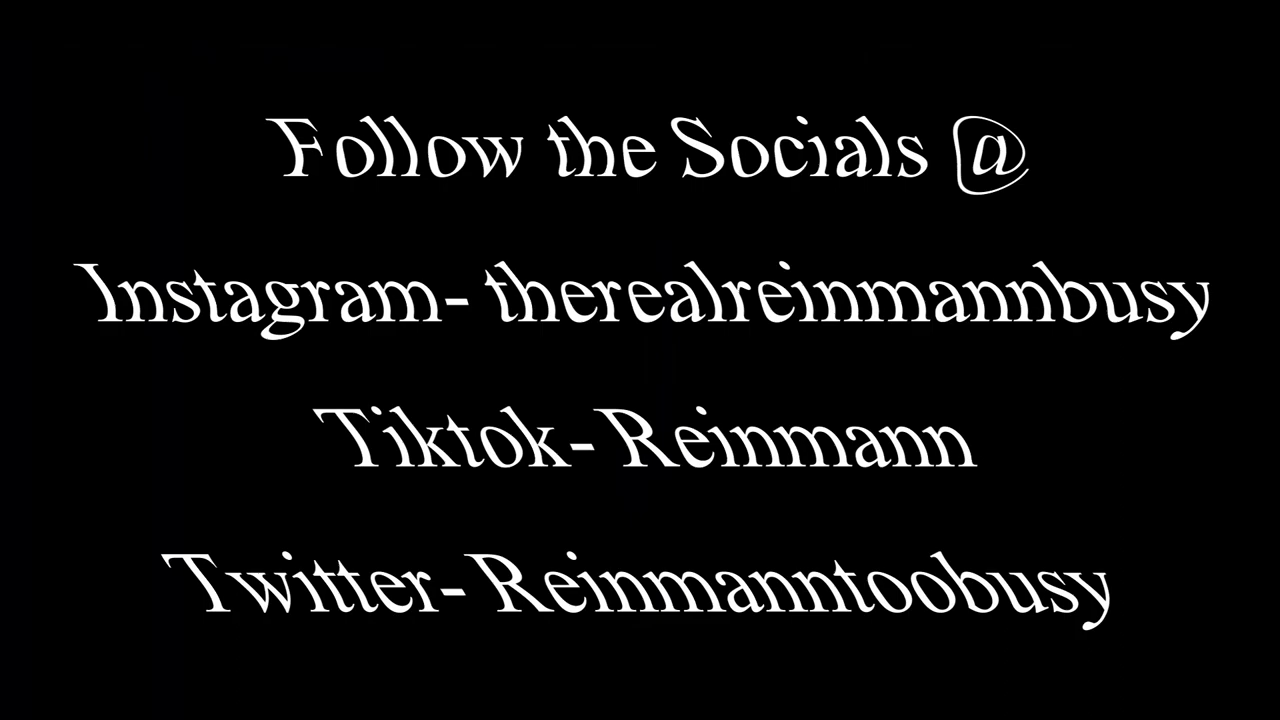 Follow the Socials @
Instagram- therealreinmannbusy
Tiktok- Reinmann
Twitter- Reinmanntoobusy